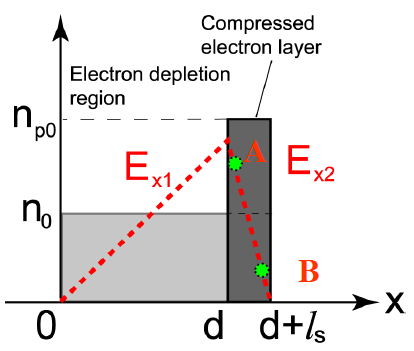 Compressed
electron layer
Electron depletion
region
n_p0
A
E_x1
E_x2
n_0
B
x
0
d
d+l_s